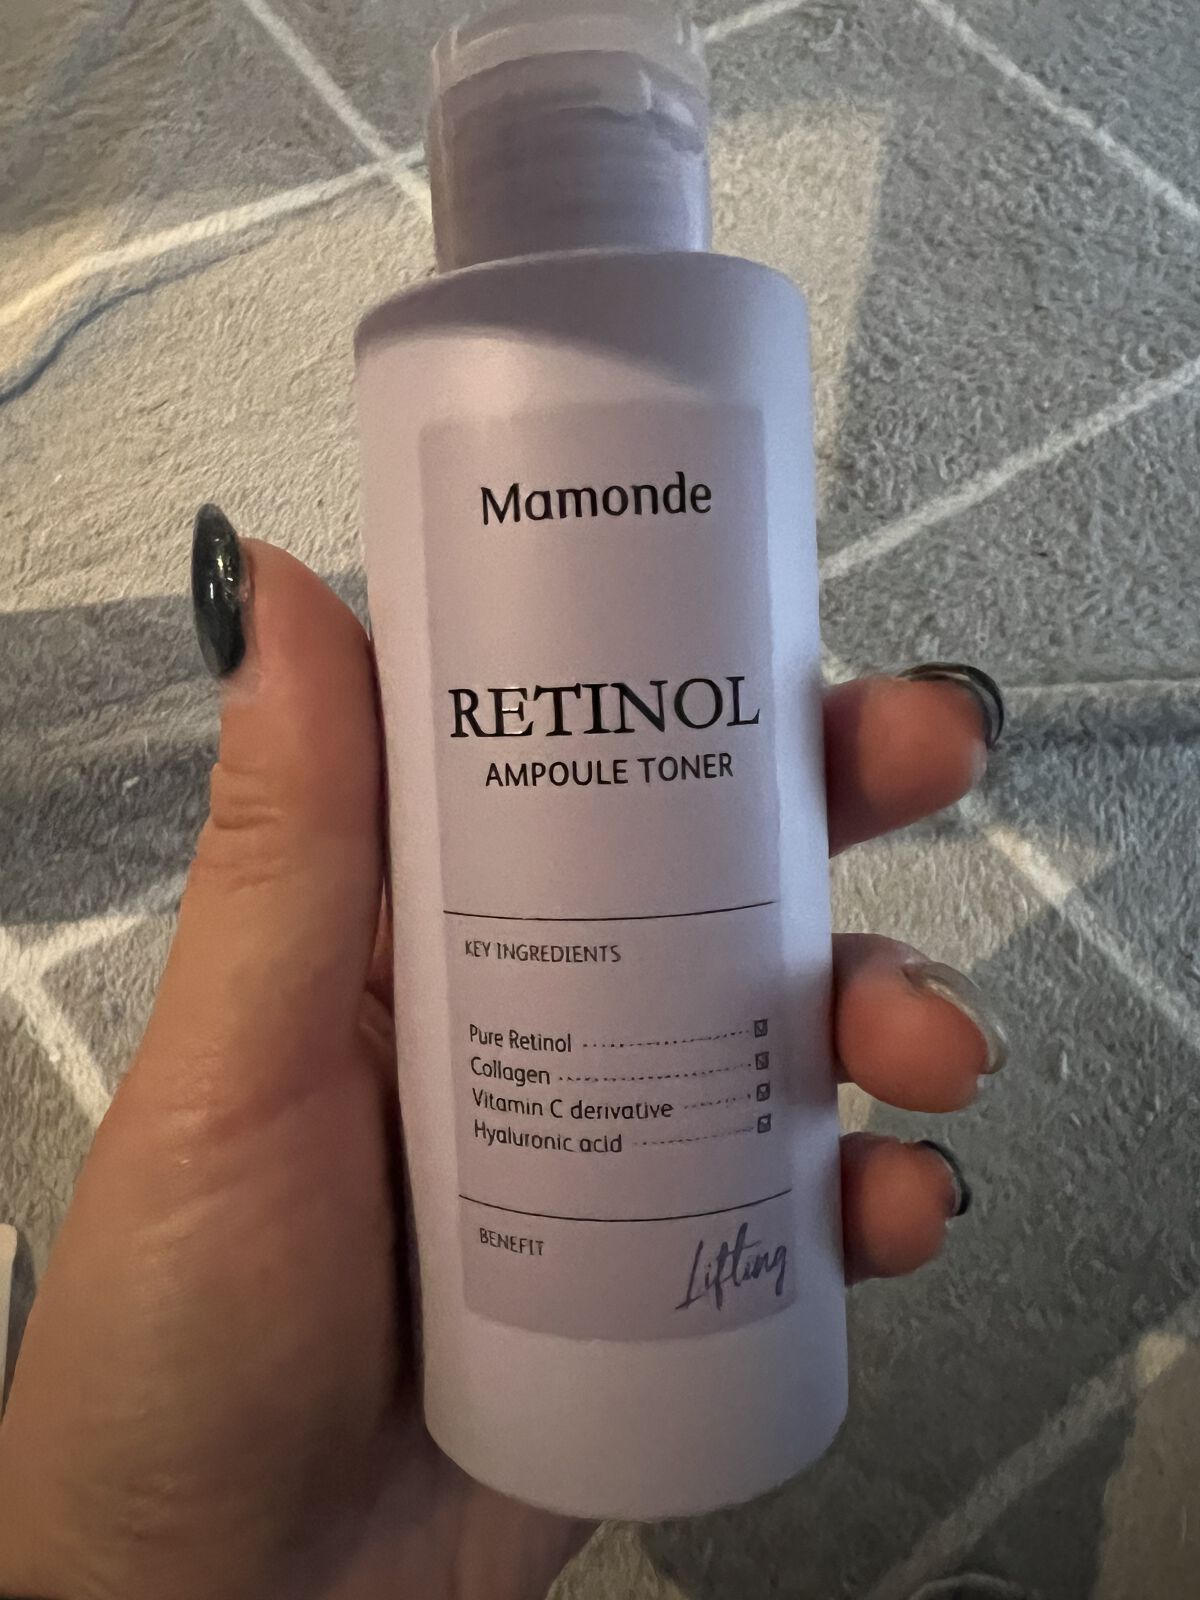 Mamonde
RETINOL
AMPOULE TONER
KEY INGREDIENTS
Pure Retinol
Collagen
Vitamin C derivative
Hyaluronic acid
BENEFIT
Lifting